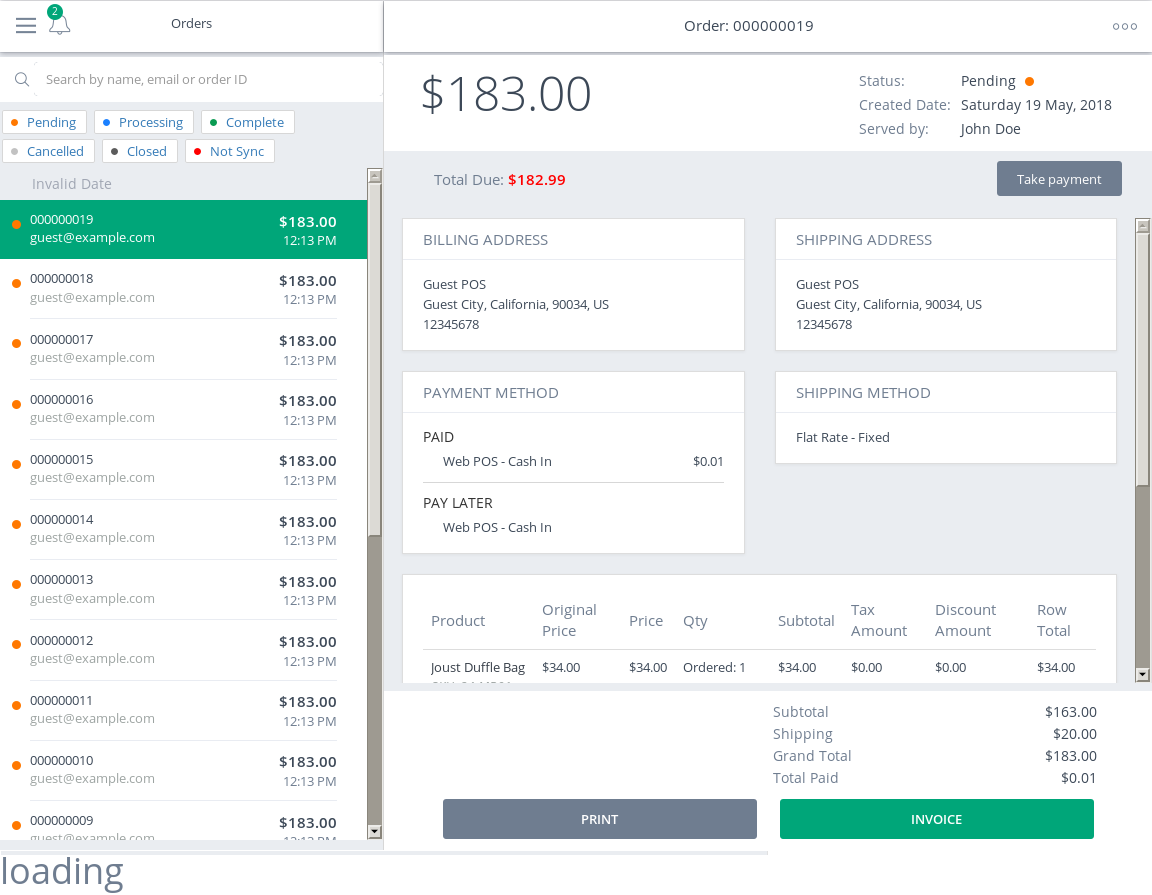 2
Orders
Search by name, email or order ID
Pending
Processing
Complete
Cancelled
Closed
Not Sync
Invalid Date
000000019 $183.00
guest@example.com 12:13 PM
000000018 $183.00
guest@example.com 12:13 PM
000000017 $183.00
guest@example.com 12:13 PM
000000016 $183.00
guest@example.com 12:13 PM
000000015 $183.00
guest@example.com 12:13 PM
000000014 $183.00
guest@example.com 12:13 PM
000000013 $183.00
guest@example.com 12:13 PM
000000012 $183.00
guest@example.com 12:13 PM
000000011 $183.00
guest@example.com 12:13 PM
000000010 $183.00
guest@example.com 12:13 PM
000000009 $183.00
guest@example.com 12:13 PM
Order: 000000019
$183.00
Status: Pending
Created Date: Saturday 19 May, 2018
Served by: John Doe
Total Due: $182.99
Take payment
BILLING ADDRESS
Guest POS
Guest City, California, 90034, US
12345678
SHIPPING ADDRESS
Guest POS
Guest City, California, 90034, US
12345678
PAYMENT METHOD
PAID
Web POS - Cash In $0.01
PAY LATER
Web POS - Cash In
SHIPPING METHOD
Flat Rate - Fixed
Product Original Price Price Qty Subtotal Tax Amount Discount Amount Row Total
Joust Duffle Bag $34.00 $34.00 Ordered: 1 $34.00 $0.00 $0.00 $34.00
Subtotal $163.00
Shipping $20.00
Grand Total $183.00
Total Paid $0.01
PRINT
INVOICE
loading